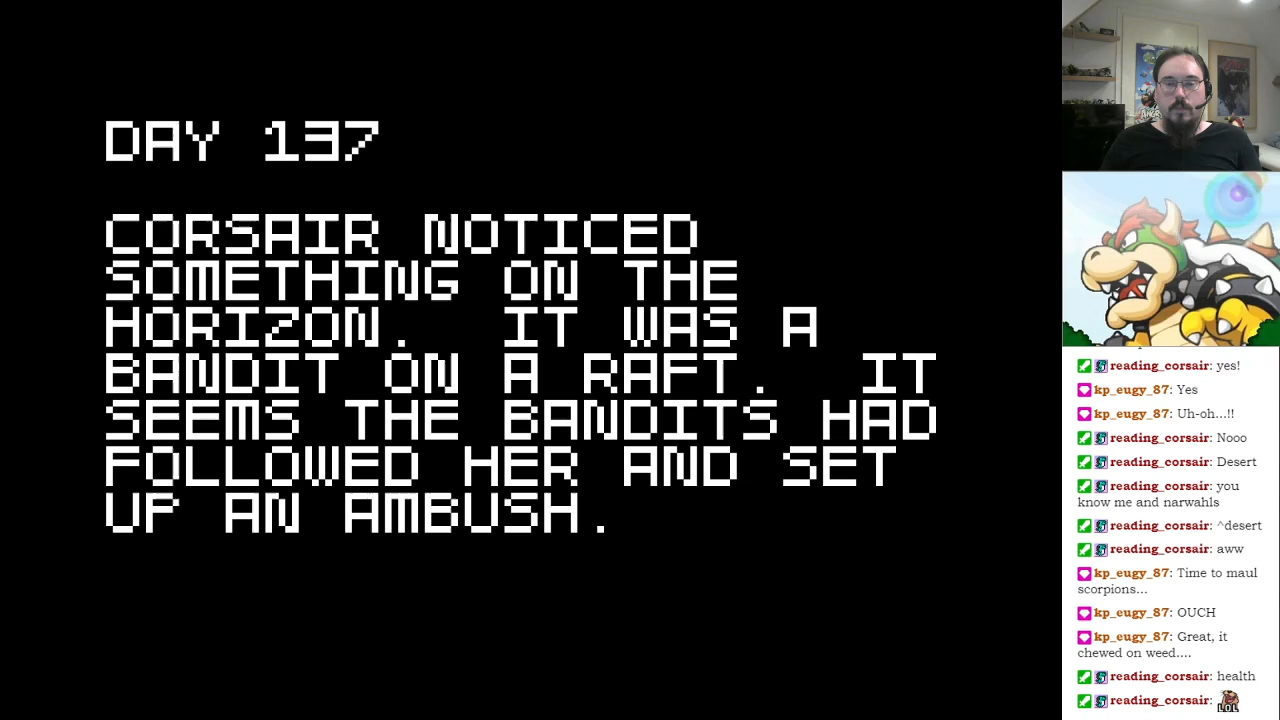 DAY 137
CORSAIR NOTICED
SOMETHING ON THE
HORIZON. IT WAS A
BANDIT ON A RAFT. IT
SEEMS THE BANDITS HAD
FOLLOWED HER AND SET
UP AN AMBUSH.
reading_corsair: yes!
kp_eugy_87: Yes
kp_eugy_87: Uh-oh...!!
reading_corsair: Nooo
reading_corsair: Desert
reading_corsair: you
know me and narwahls
reading_corsair: ^desert
reading_corsair: aww
kp_eugy_87: Time to maul
scorpions...
kp_eugy_87: OUCH
kp_eugy_87: Great, it
chewed on weed....
reading_corsair: health
reading_corsair: LOL